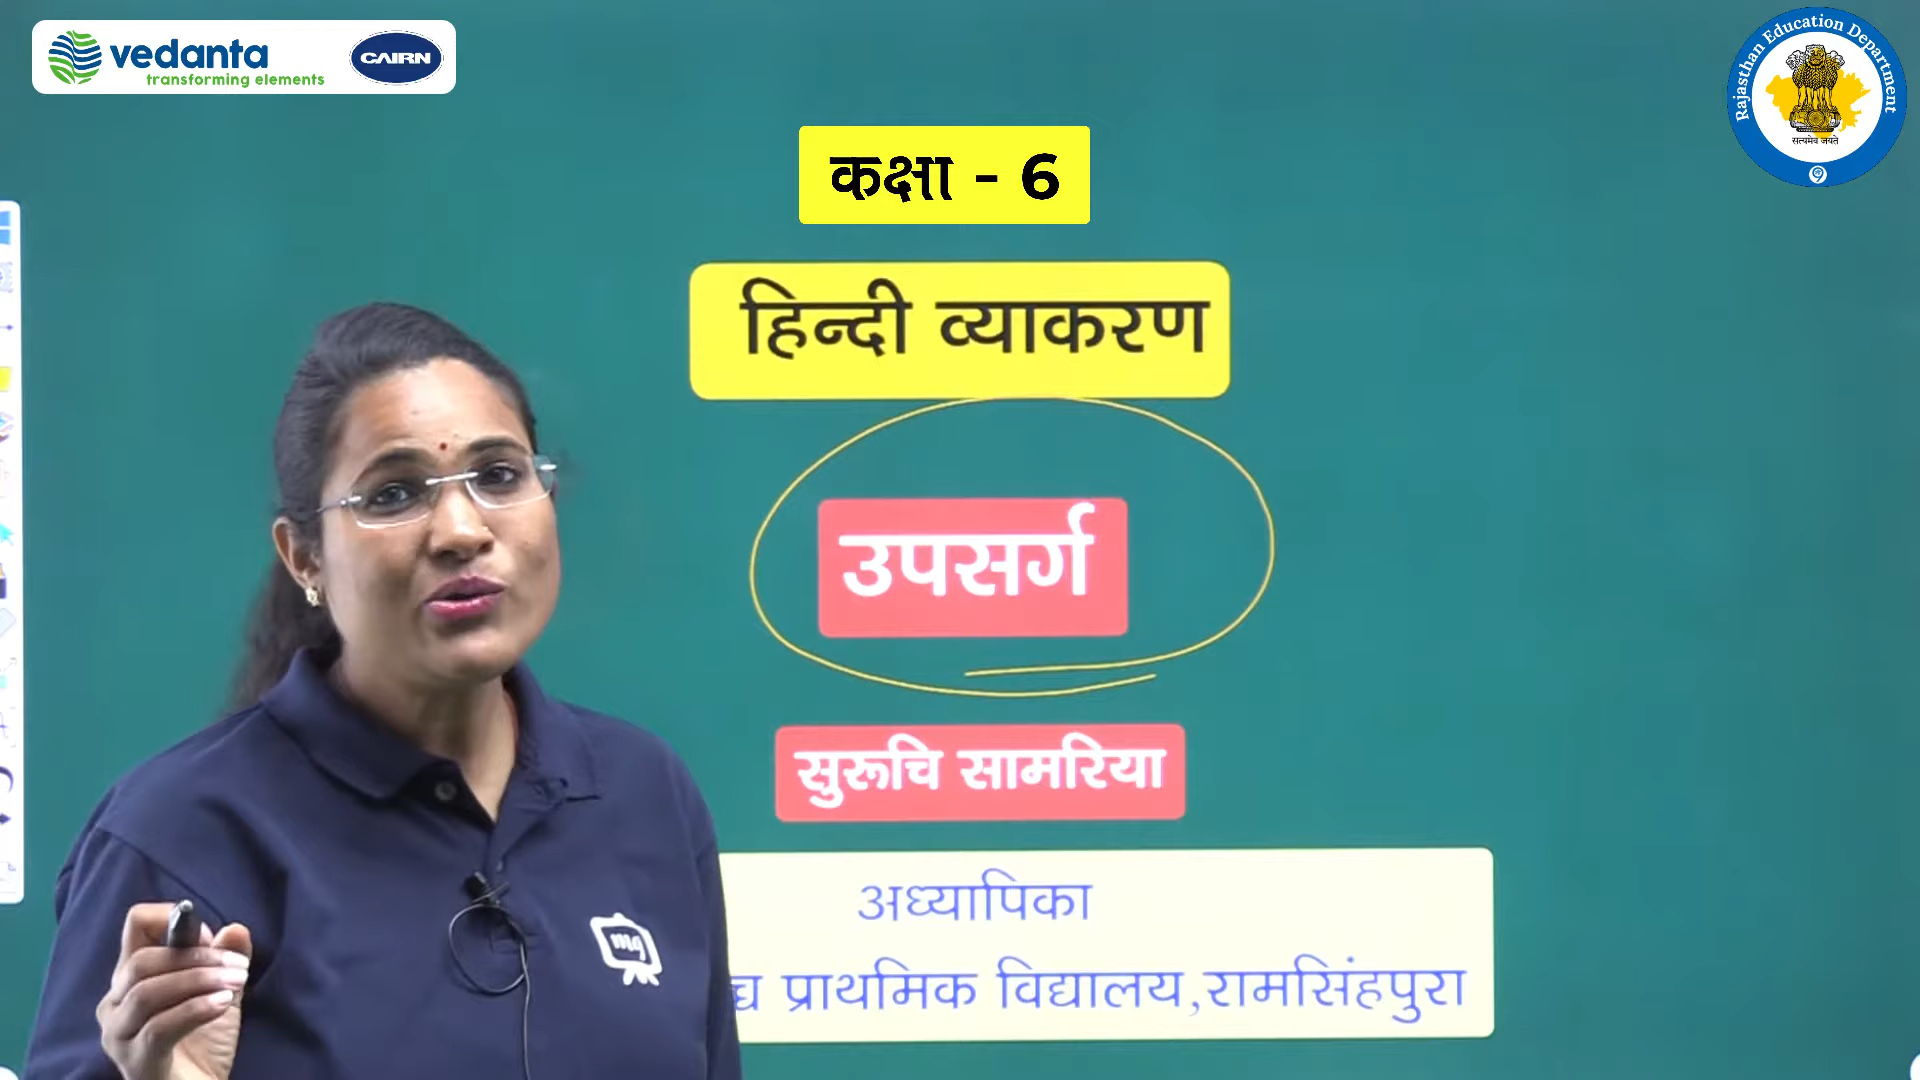 vedanta
transforming elements
CAIRN
Rajasthan Education Department
सत्यमेव जयते
कक्षा - 6
हिन्दी व्याकरण
उपसर्ग
सुरूचि सामरिया
अध्यापिका
प्राथमिक विद्यालय,रामसिंहपुरा
mq